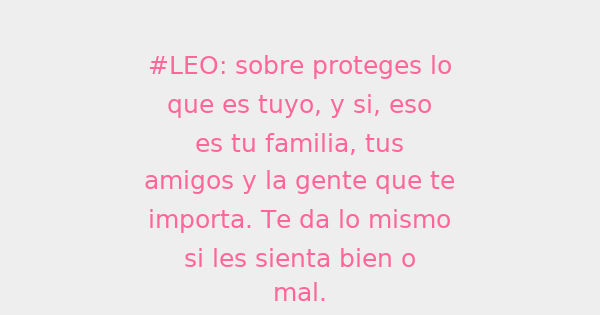 #LEO: sobre proteges lo
que es tuyo, y si, eso
es tu familia, tus
amigos y la gente que te
importa. Te da lo mismo
si les sienta bien o
mal.